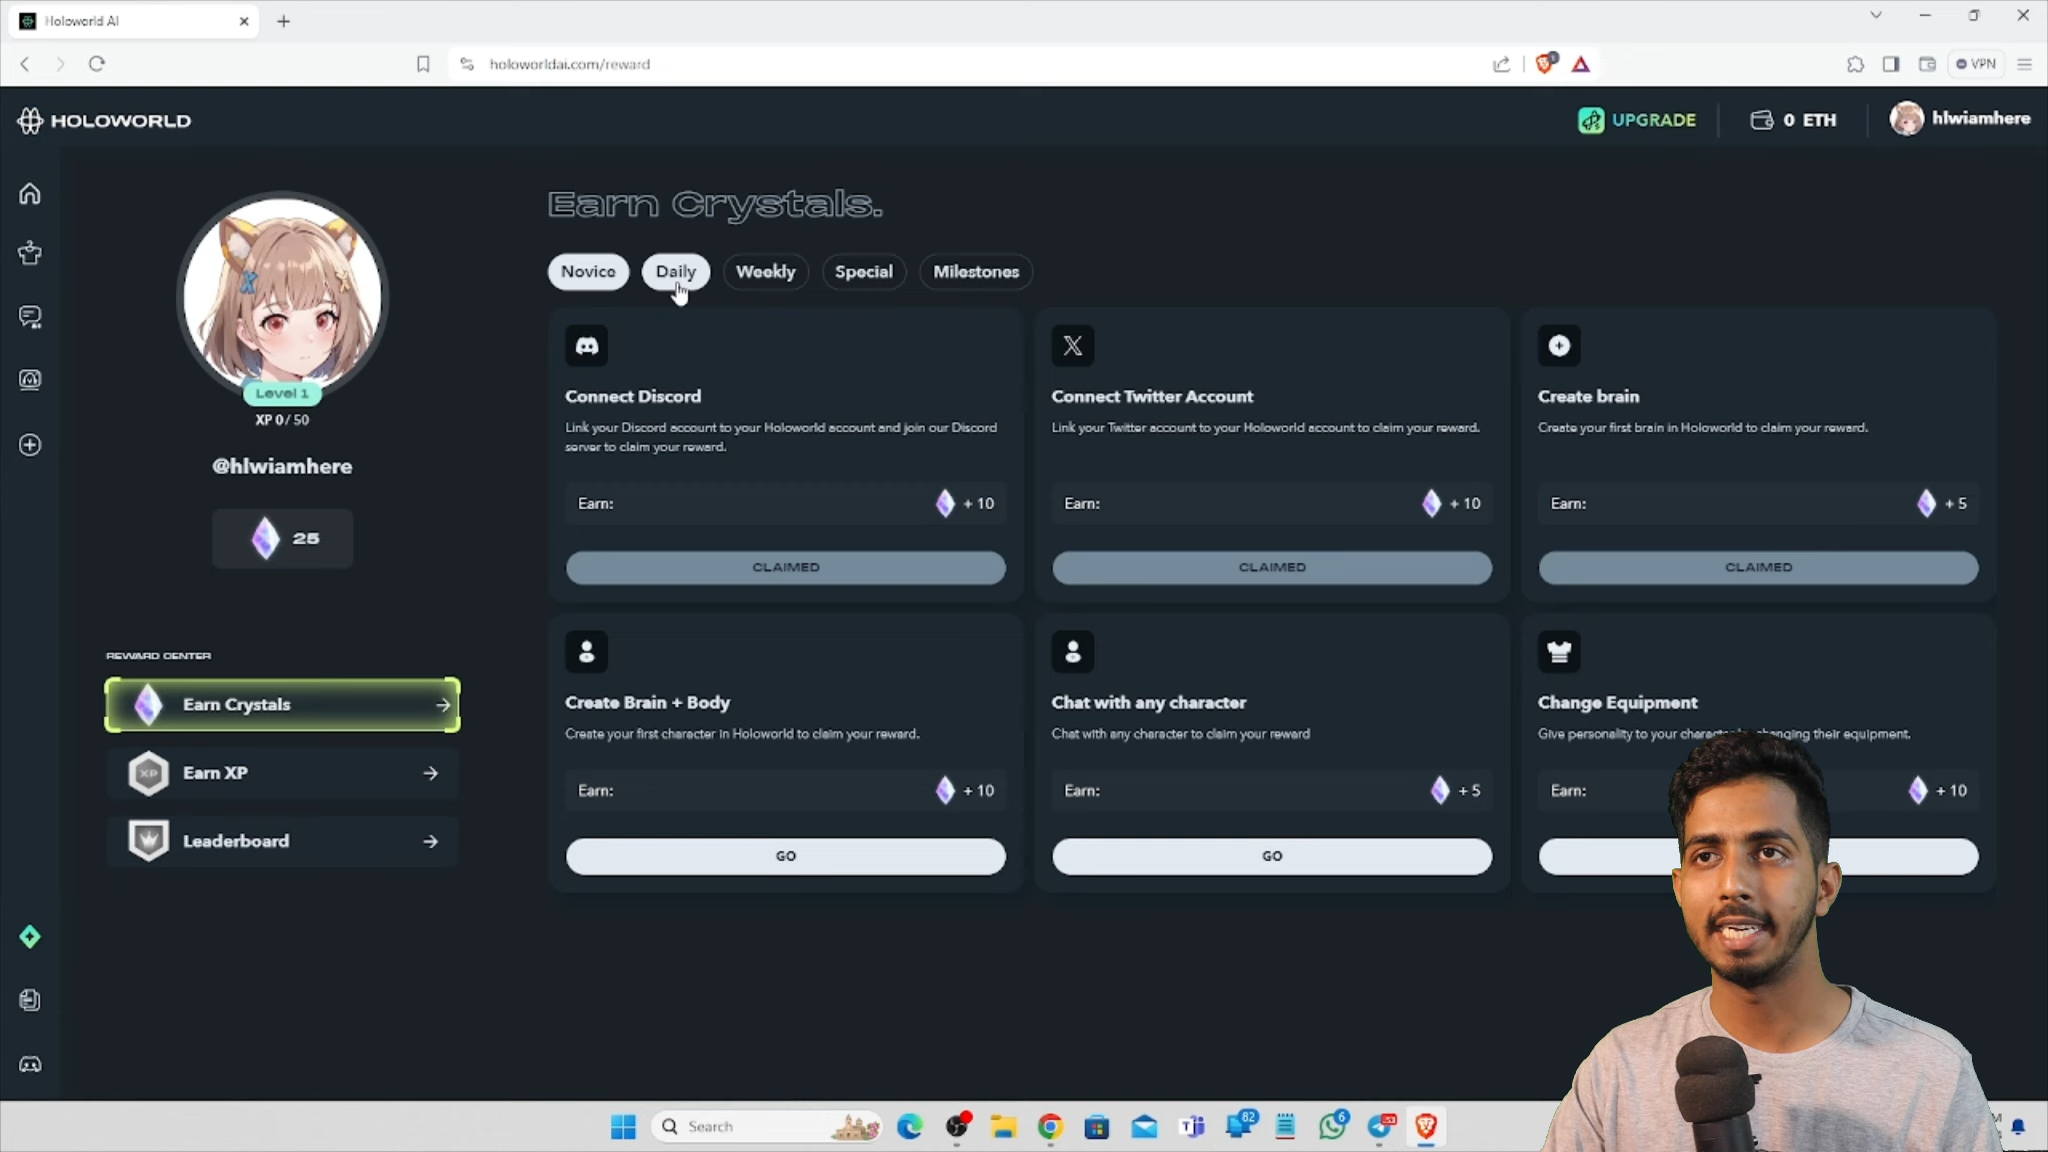 Holoworld AI
holoworldai.com/reward
VPN
HOLOWORLD
UPGRADE
0 ETH
hlwiamhere
Level 1
XP 0/ 50
@hlwiamhere
25
REWARD CENTER
Earn Crystals
XP
Earn XP
Leaderboard
Earn Crystals.
Novice
Daily
Weekly
Special
Milestones
Connect Discord
Link your Discord account to your Holoworld account and join our Discord
server to claim your reward.
Earn:
+ 10
CLAIMED
Connect Twitter Account
Link your Twitter account to your Holoworld account to claim your reward.
Earn:
+ 10
CLAIMED
Create brain
Create your first brain in Holoworld to claim your reward.
Earn:
+ 5
CLAIMED
Create Brain + Body
Create your first character in Holoworld to claim your reward.
Earn:
+ 10
GO
Chat with any character
Chat with any character to claim your reward
Earn:
+ 5
GO
Change Equipment
Give personality to your changing their equipment.
Earn:
+ 10
Search
82
6